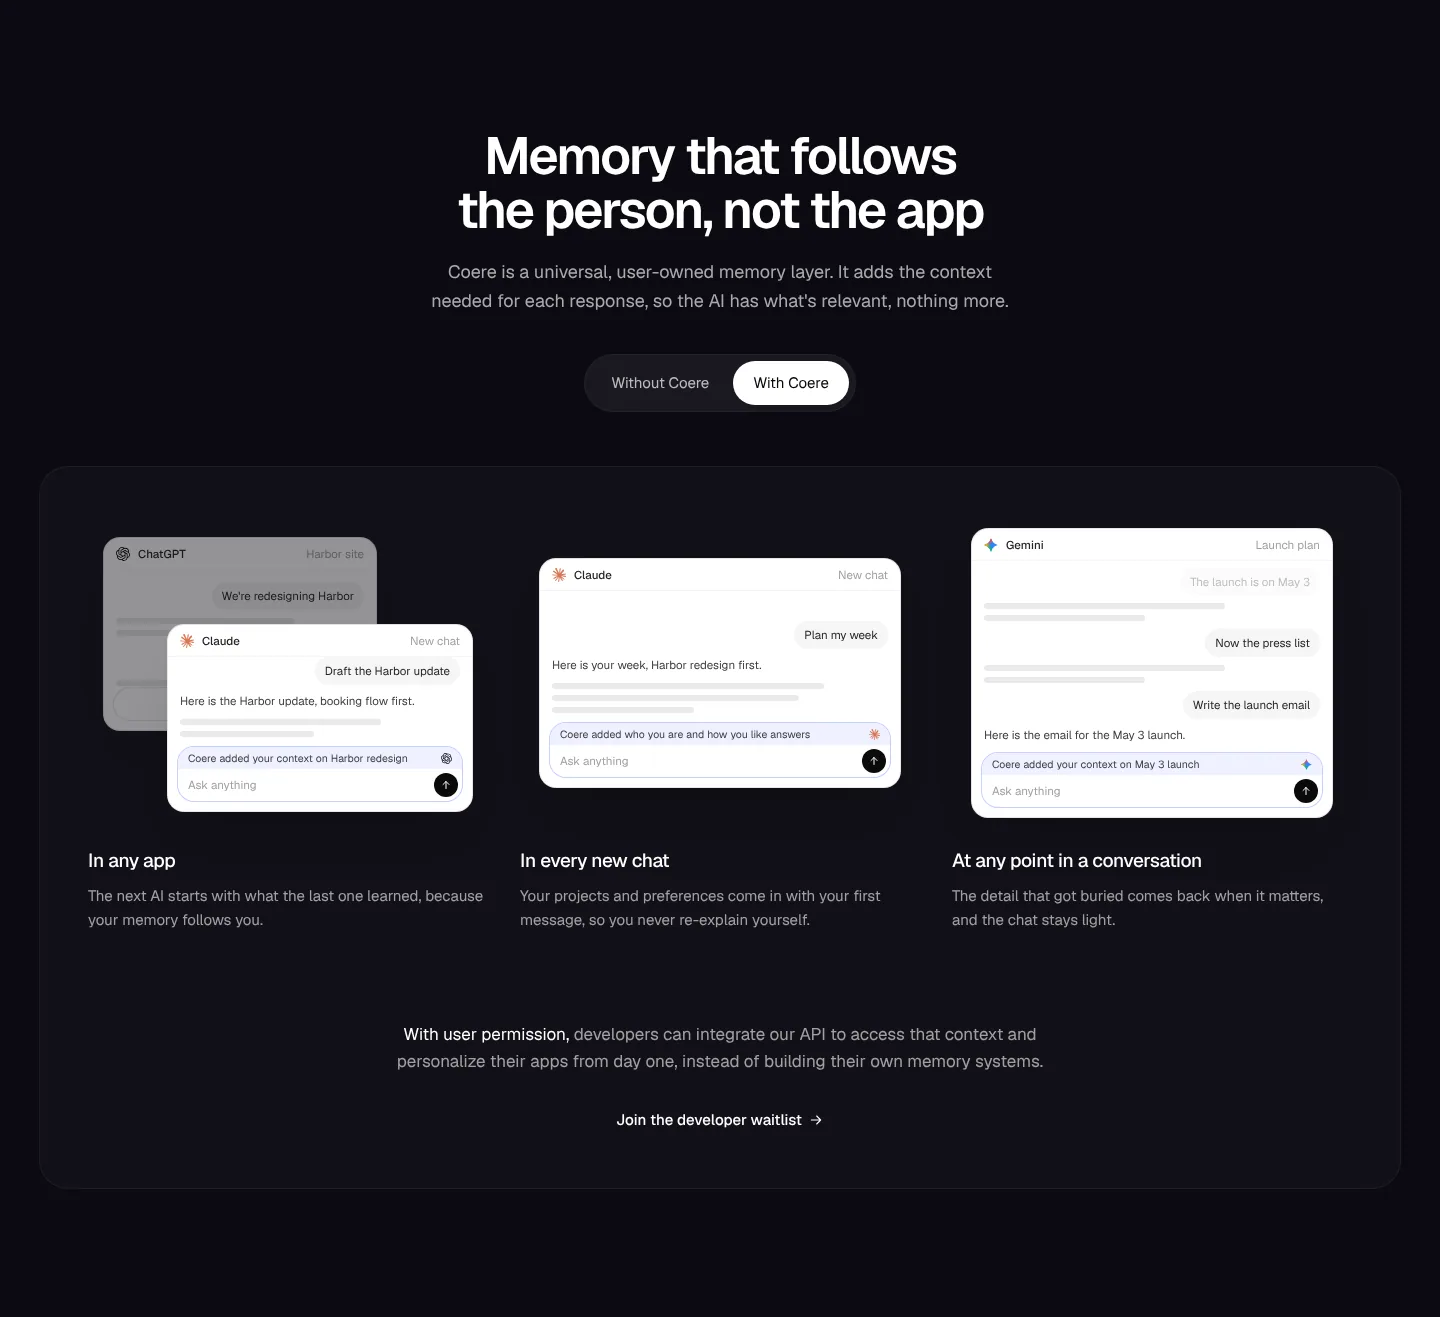 Memory that follows
the person, not the app
Coere is a universal, user-owned memory layer. It adds the context
needed for each response, so the AI has what's relevant, nothing more.
Without Coere
With Coere
ChatGPT
Harbor site
We're redesigning Harbor
Claude
New chat
Draft the Harbor update
Here is the Harbor update, booking flow first.
Coere added your context on Harbor redesign
Ask anything
In any app
The next AI starts with what the last one learned, because
your memory follows you.
Claude
New chat
Plan my week
Here is your week, Harbor redesign first.
Coere added who you are and how you like answers
Ask anything
In every new chat
Your projects and preferences come in with your first
message, so you never re-explain yourself.
Gemini
Launch plan
The launch is on May 3
Now the press list
Write the launch email
Here is the email for the May 3 launch.
Coere added your context on May 3 launch
Ask anything
At any point in a conversation
The detail that got buried comes back when it matters,
and the chat stays light.
With user permission, developers can integrate our API to access that context and
personalize their apps from day one, instead of building their own memory systems.
Join the developer waitlist →